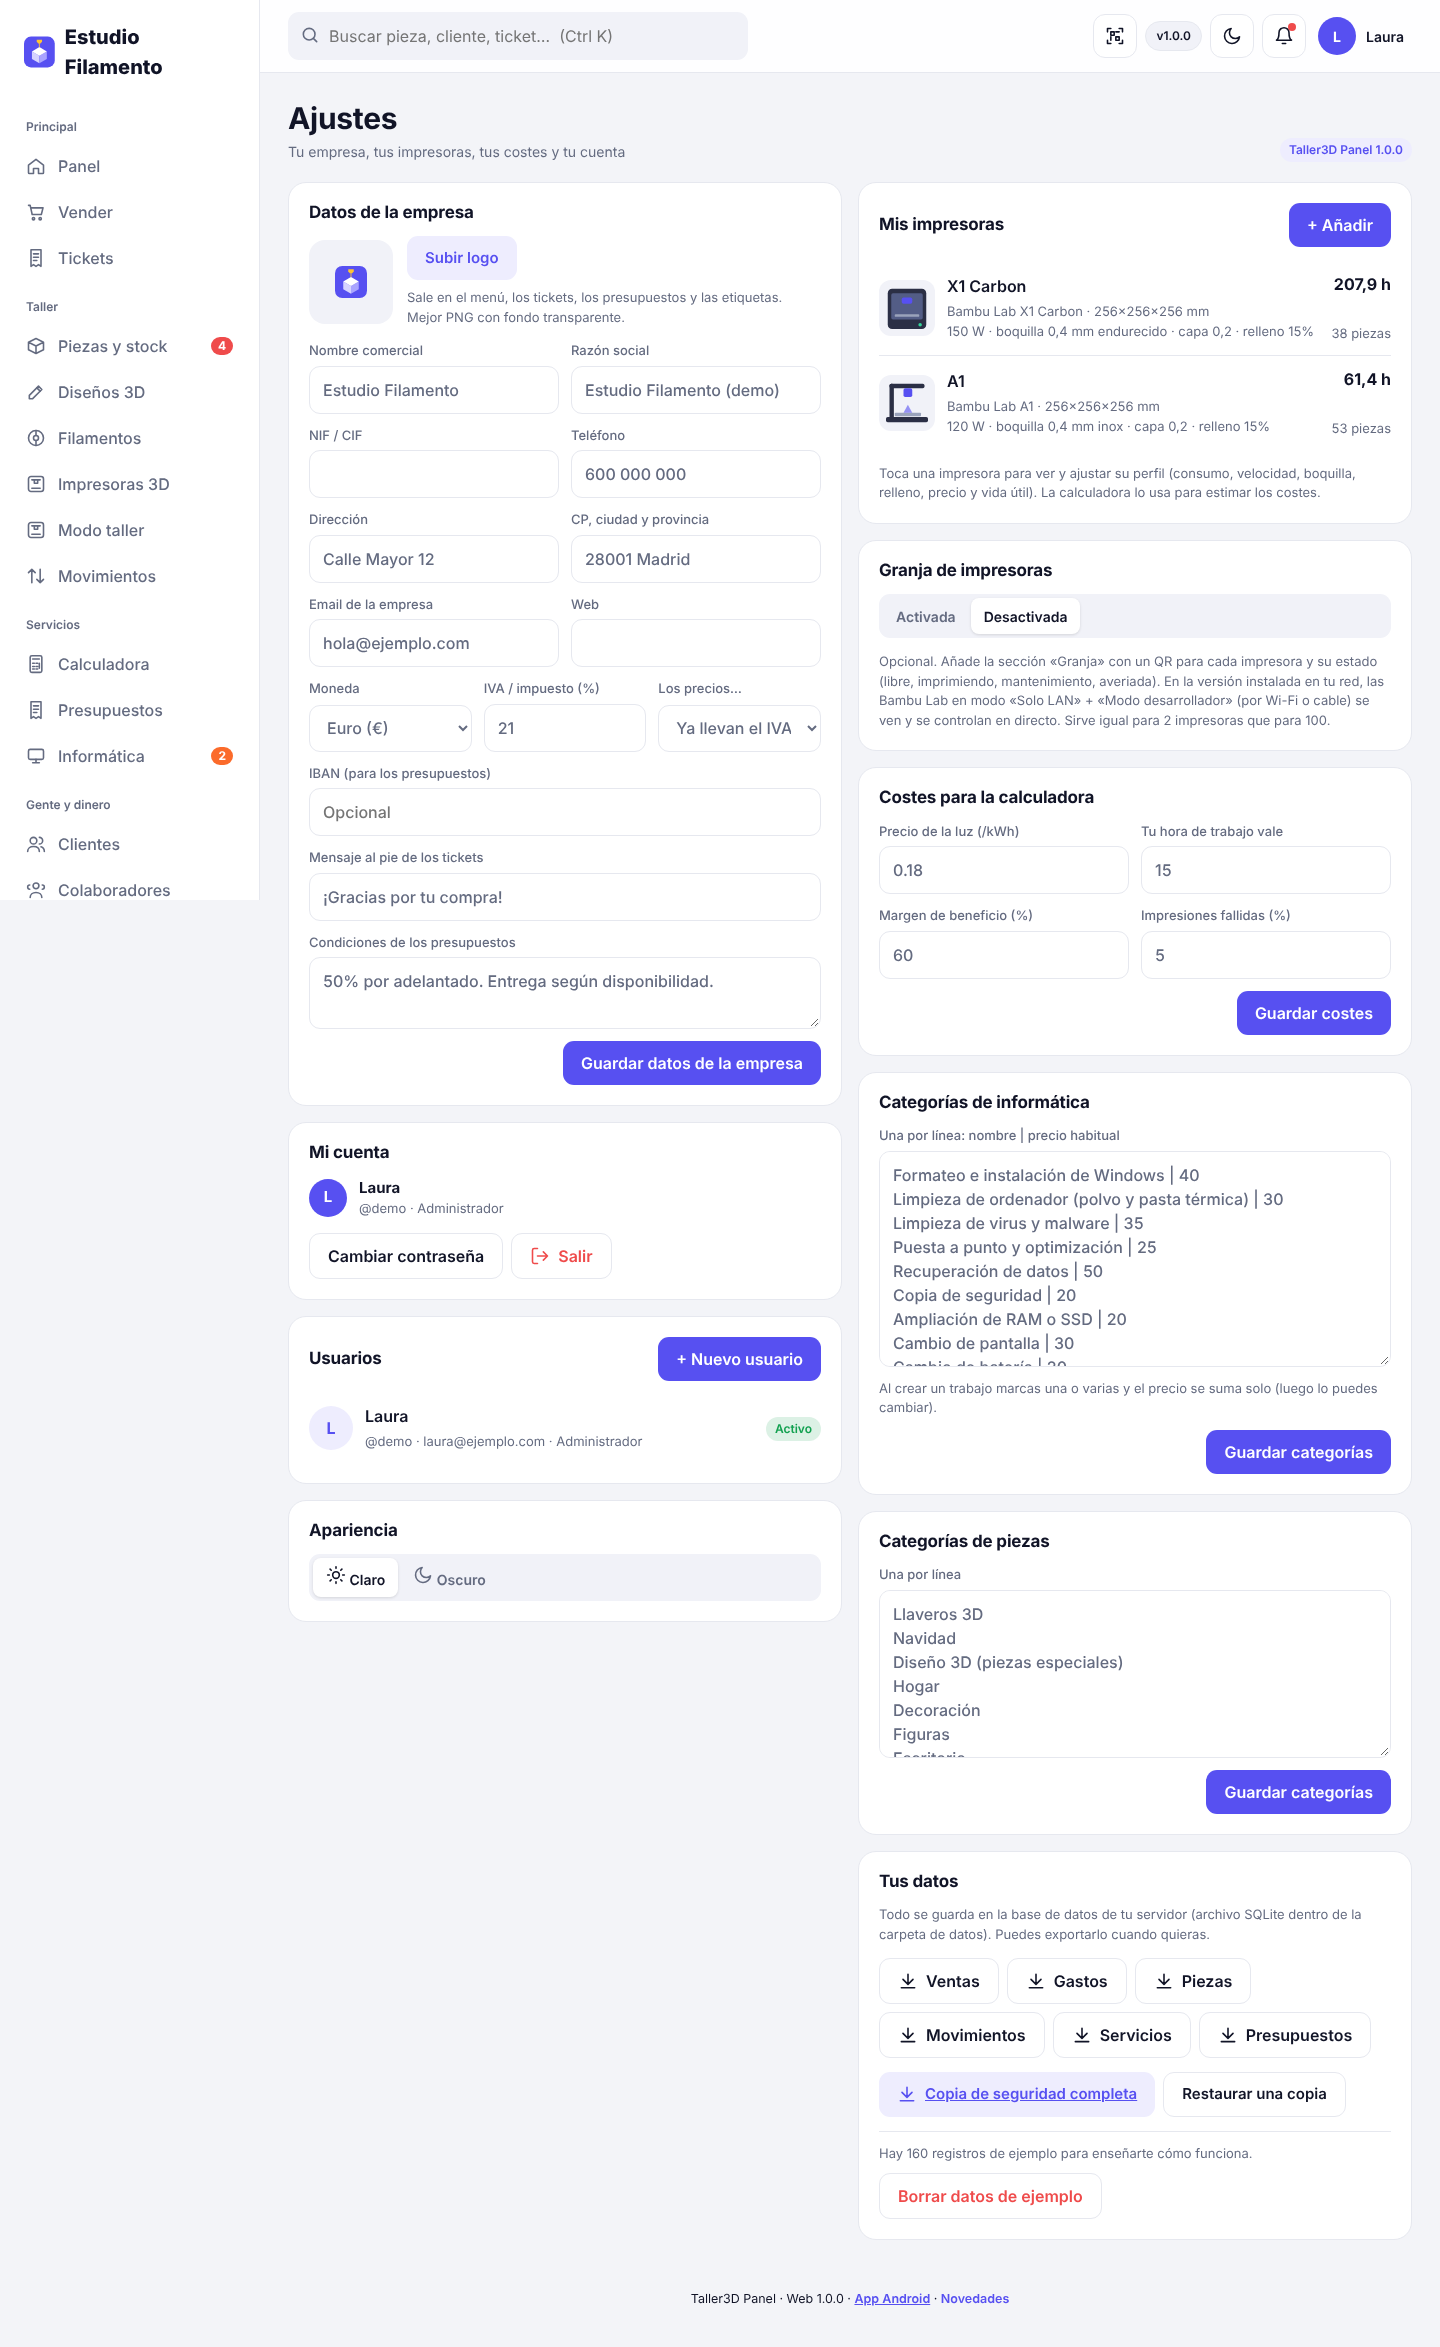 Estudio
Filamento
Principal
Panel
Vender
Tickets
Taller
Piezas y stock 4
Diseños 3D
Filamentos
Impresoras 3D
Modo taller
Movimientos
Servicios
Calculadora
Presupuestos
Informática 2
Gente y dinero
Clientes
Colaboradores
Buscar pieza, cliente, ticket... (Ctrl K)
v1.0.0
L Laura
Ajustes
Tu empresa, tus impresoras, tus costes y tu cuenta
Taller3D Panel 1.0.0
Datos de la empresa
Subir logo
Sale en el menú, los tickets, los presupuestos y las etiquetas.
Mejor PNG con fondo transparente.
Nombre comercial Razón social
Estudio Filamento Estudio Filamento (demo)
NIF / CIF Teléfono
600 000 000
Dirección CP, ciudad y provincia
Calle Mayor 12 28001 Madrid
Email de la empresa Web
hola@ejemplo.com
Moneda IVA / impuesto (%) Los precios...
Euro (€) 21 Ya llevan el IVA
IBAN (para los presupuestos)
Opcional
Mensaje al pie de los tickets
¡Gracias por tu compra!
Condiciones de los presupuestos
50% por adelantado. Entrega según disponibilidad.
Guardar datos de la empresa
Mi cuenta
L Laura
@demo · Administrador
Cambiar contraseña Salir
Usuarios + Nuevo usuario
L Laura
@demo · laura@ejemplo.com · Administrador
Activo
Apariencia
Claro Oscuro
Mis impresoras + Añadir
X1 Carbon 207,9 h
Bambu Lab X1 Carbon · 256×256×256 mm
150 W · boquilla 0,4 mm endurecido · capa 0,2 · relleno 15% 38 piezas
A1 61,4 h
Bambu Lab A1 · 256×256×256 mm
120 W · boquilla 0,4 mm inox · capa 0,2 · relleno 15% 53 piezas
Toca una impresora para ver y ajustar su perfil (consumo, velocidad, boquilla,
relleno, precio y vida útil). La calculadora lo usa para estimar los costes.
Granja de impresoras
Activada Desactivada
Opcional. Añade la sección «Granja» con un QR para cada impresora y su estado
(libre, imprimiendo, mantenimiento, averiada). En la versión instalada en tu red, las
Bambu Lab en modo «Solo LAN» + «Modo desarrollador» (por Wi-Fi o cable) se
ven y se controlan en directo. Sirve igual para 2 impresoras que para 100.
Costes para la calculadora
Precio de la luz (/kWh) Tu hora de trabajo vale
0.18 15
Margen de beneficio (%) Impresiones fallidas (%)
60 5
Guardar costes
Categorías de informática
Una por línea: nombre | precio habitual
Formateo e instalación de Windows | 40
Limpieza de ordenador (polvo y pasta térmica) | 30
Limpieza de virus y malware | 35
Puesta a punto y optimización | 25
Recuperación de datos | 50
Copia de seguridad | 20
Ampliación de RAM o SSD | 20
Cambio de pantalla | 30
Cambio de batería | 20
Al crear un trabajo marcas una o varias y el precio se suma solo (luego lo puedes
cambiar).
Guardar categorías
Categorías de piezas
Una por línea
Llaveros 3D
Navidad
Diseño 3D (piezas especiales)
Hogar
Decoración
Figuras
Escritorio
Guardar categorías
Tus datos
Todo se guarda en la base de datos de tu servidor (archivo SQLite dentro de la
carpeta de datos). Puedes exportarlo cuando quieras.
Ventas Gastos Piezas
Movimientos Servicios Presupuestos
Copia de seguridad completa Restaurar una copia
Hay 160 registros de ejemplo para enseñarte cómo funciona.
Borrar datos de ejemplo
Taller3D Panel · Web 1.0.0 · App Android · Novedades